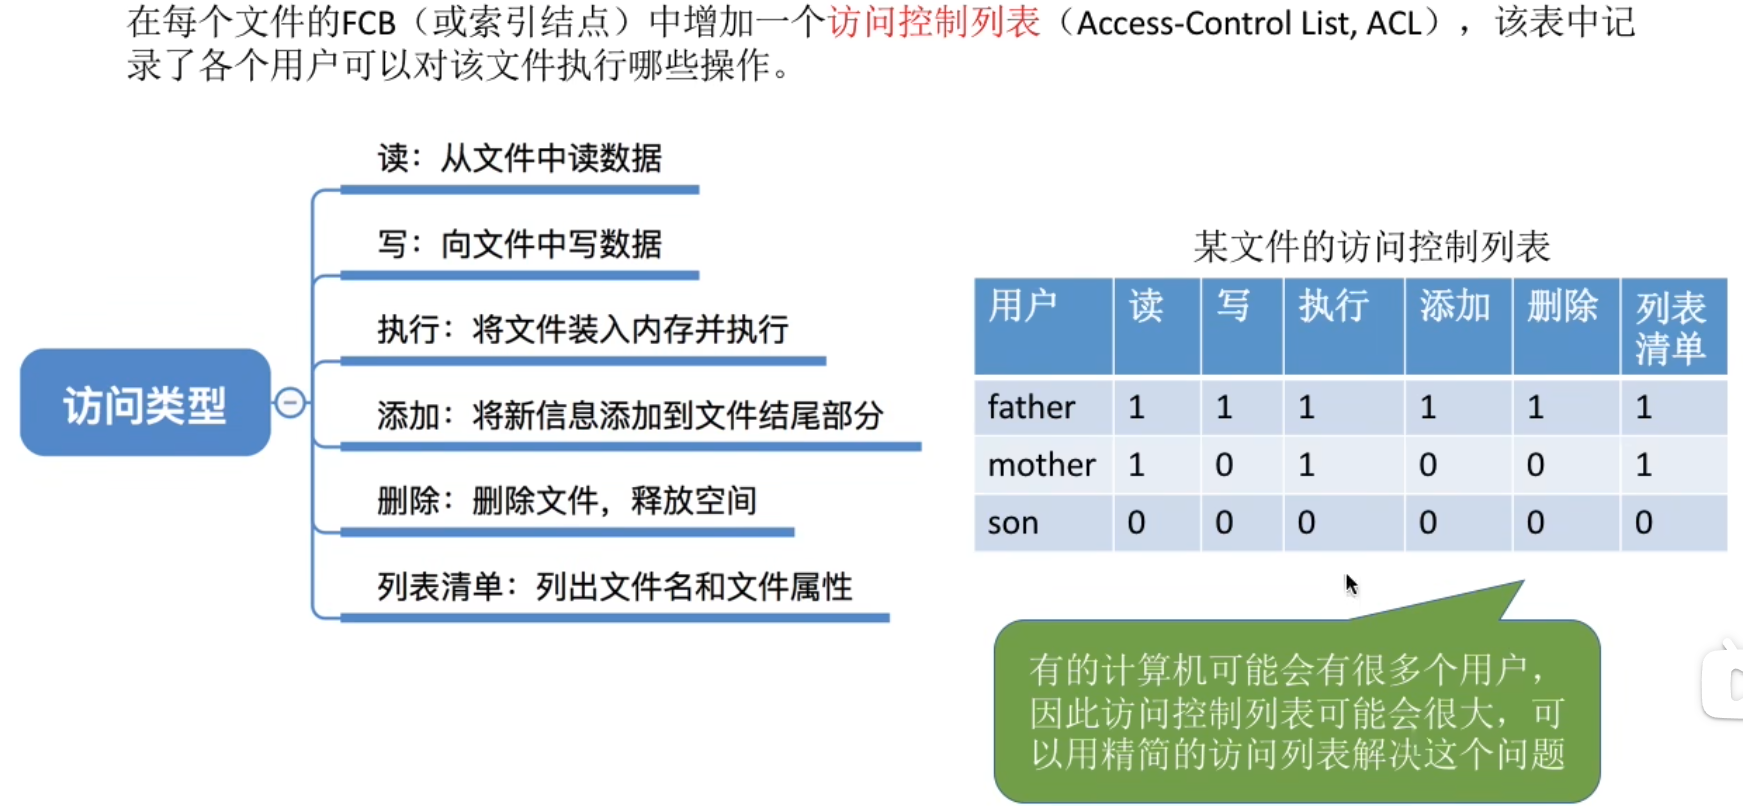 在每个文件的FCB（或索引结点）中增加一个访问控制列表（Access-Control List, ACL），该表中记
录了各个用户可以对该文件执行哪些操作。
访问类型
读：从文件中读数据
写：向文件中写数据
执行：将文件装入内存并执行
添加：将新信息添加到文件结尾部分
删除：删除文件，释放空间
列表清单：列出文件名和文件属性
某文件的访问控制列表
用户 读 写 执行 添加 删除 列表
清单
father 1 1 1 1 1 1
mother 1 0 1 0 0 1
son 0 0 0 0 0 0
有的计算机可能会有很多个用户，
因此访问控制列表可能会很大，可
以用精简的访问列表解决这个问题